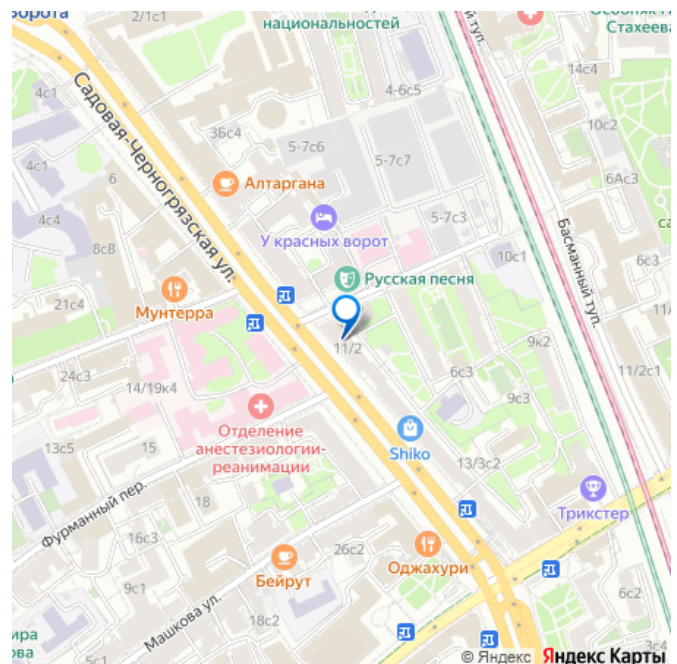 Ворота
2/1с1
национальностей
туп.
Стахеева
14с4
4с1
4-6с5
10с2
3Бс4
5-7с6
5-7с7
4с1
6
Садовая-Черногрязская ул.
Алтаргана
6Ас3
4с4
5-7с3
8с8
У красных ворот
Басманный туп.
10с1
6с3
Русская песня
21с4
Мунтерра
11/2
9к2
24с3
14/19к4
6с3
11/2с1
9с3
Отделение
анестезиологии-
реанимации
Shiko
13с5
15
13/3с2
18
Трикстер
Фурманный пер.
16с3
Оджахури
26с2
Бейрут
9с1
6с2
Машкова ул.
18с2
© Яндекс Яндекс Карты